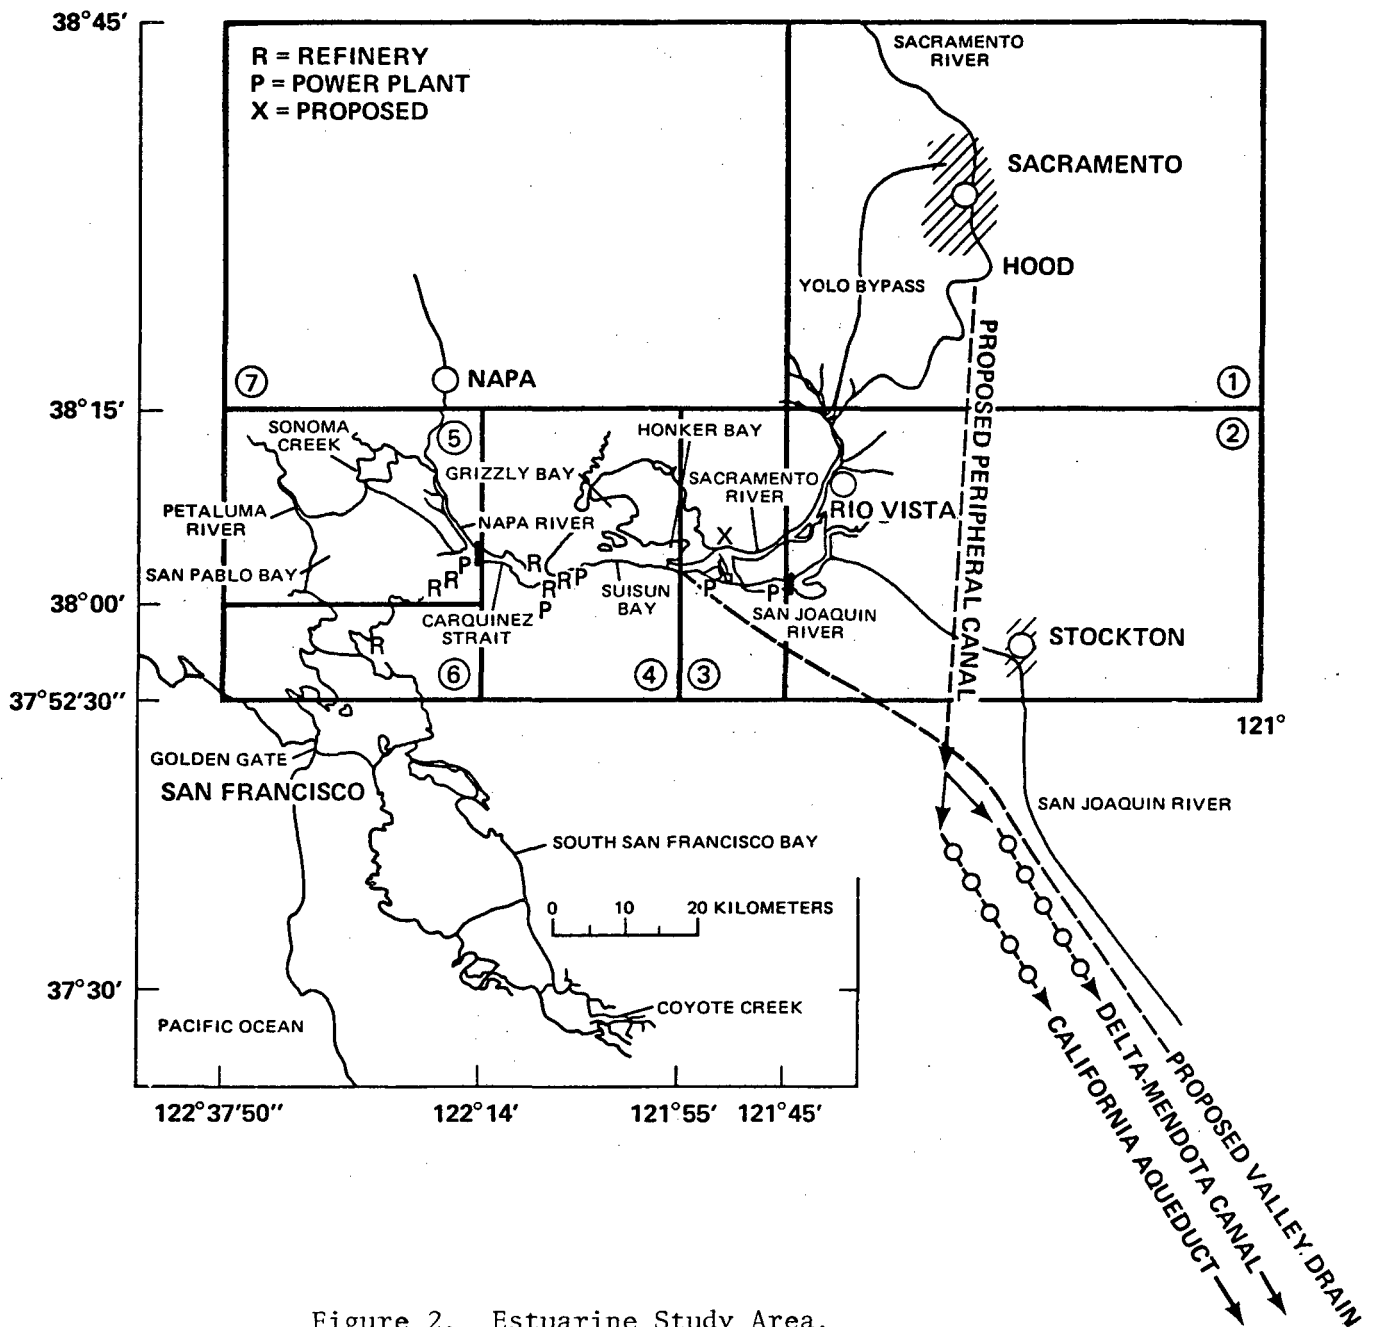 38°45'
R = REFINERY
P = POWER PLANT
X = PROPOSED
SACRAMENTO
RIVER
SACRAMENTO
HOOD
YOLO BYPASS
PROPOSED PERIPHERAL CANAL
NAPA
7
1
38°15'
SONOMA
CREEK
5
HONKER BAY
2
GRIZZLY BAY
SACRAMENTO
RIVER
PETALUMA
RIVER
NAPA RIVER
RIO VISTA
X
SAN PABLO BAY
R
R
P
R
R
R
P
P
SUISUN
BAY
P
P
SAN JOAQUIN
RIVER
38°00'
CARQUINEZ
STRAIT
STOCKTON
R
6
4
3
37°52'30''
121°
GOLDEN GATE
SAN FRANCISCO
SAN JOAQUIN RIVER
SOUTH SAN FRANCISCO BAY
0 10 20 KILOMETERS
37°30'
COYOTE CREEK
PACIFIC OCEAN
CALIFORNIA AQUEDUCT
DELTA-MENDOTA CANAL
PROPOSED VALLEY DRAIN
122°37'50'' 122°14' 121°55' 121°45'
Figure 2. Estuarine Study Area.